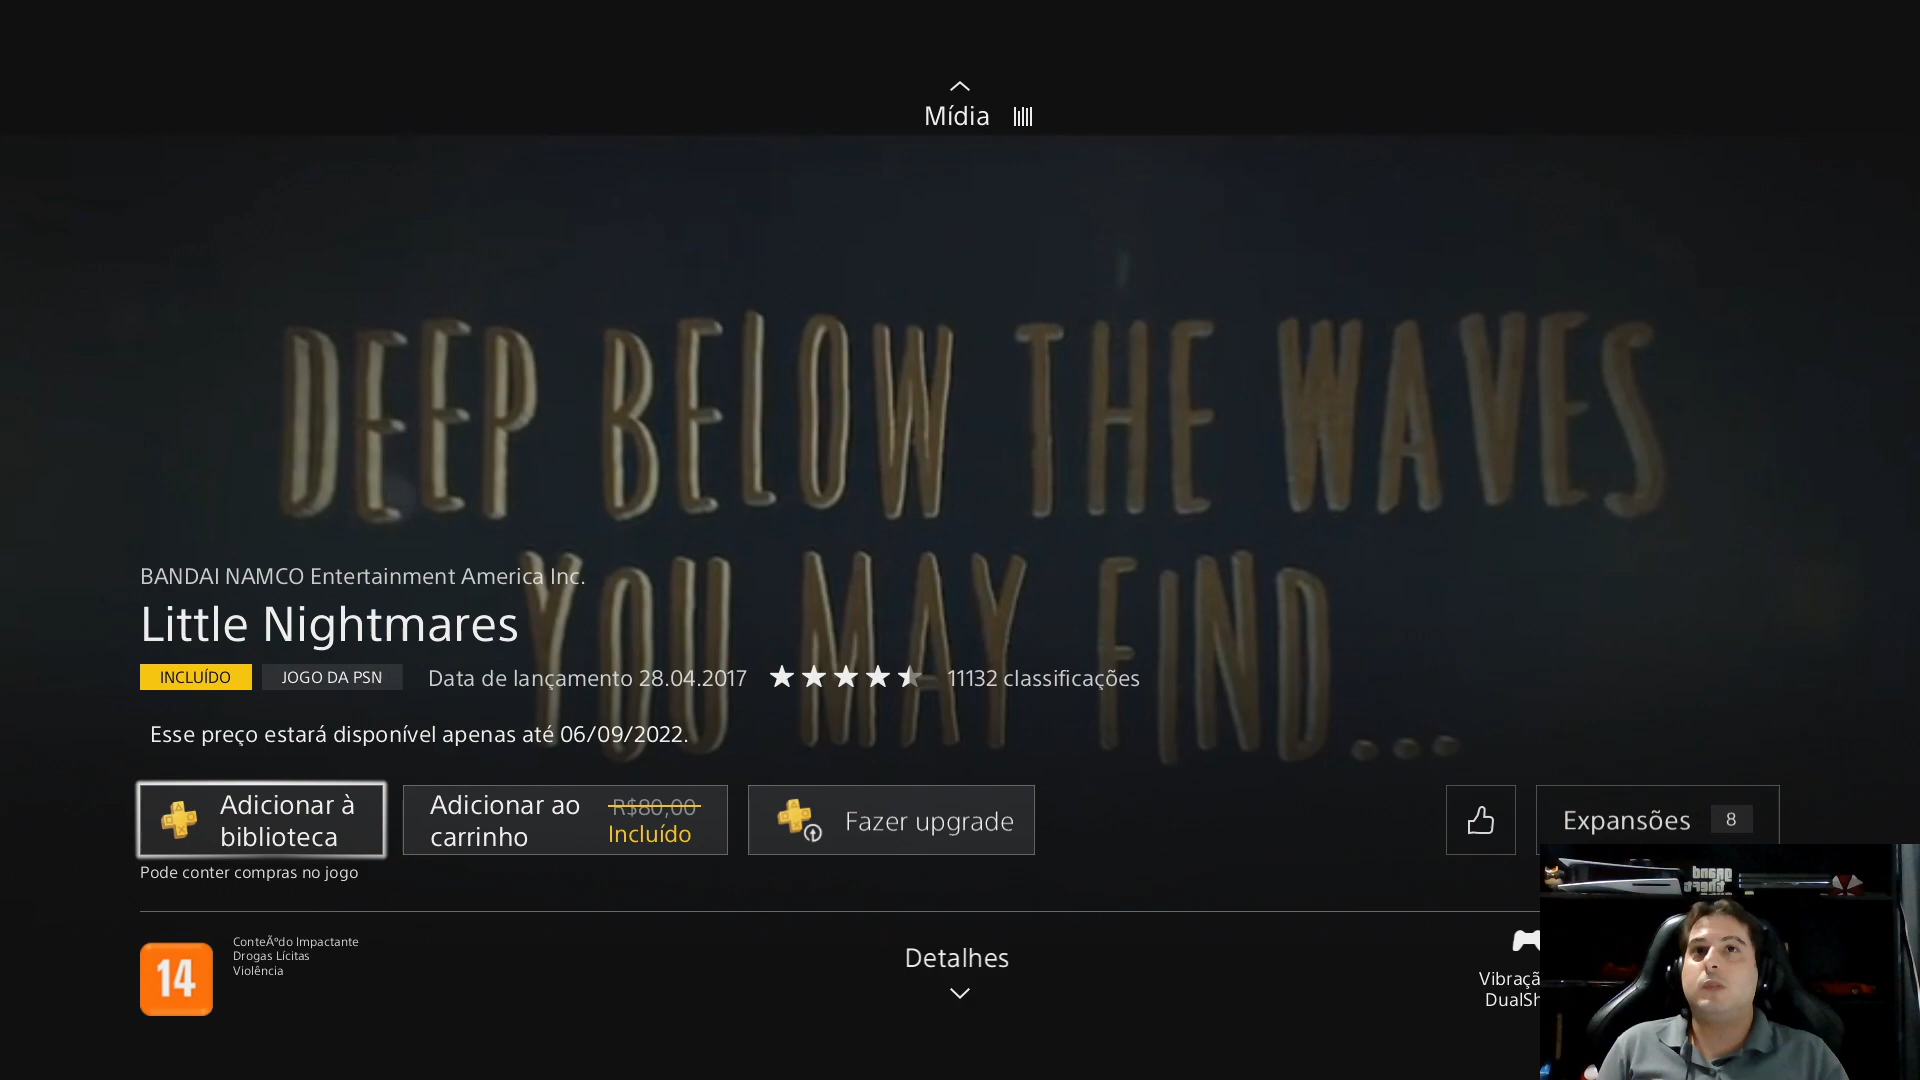 Mídia
DEEP BELOW THE WAVES
YOU MAY FIND...
BANDAI NAMCO Entertainment America Inc.
Little Nightmares
INCLUÍDO JOGO DA PSN Data de lançamento 28.04.2017 11132 classificações
Esse preço estará disponível apenas até 06/09/2022.
Adicionar à
biblioteca
Adicionar ao
carrinho
R$80,00
Incluído
Fazer upgrade
Expansões 8
Pode conter compras no jogo
14
ConteÃºdo Impactante
Drogas Lícitas
Violência
Detalhes
Vibraçã
DualSh